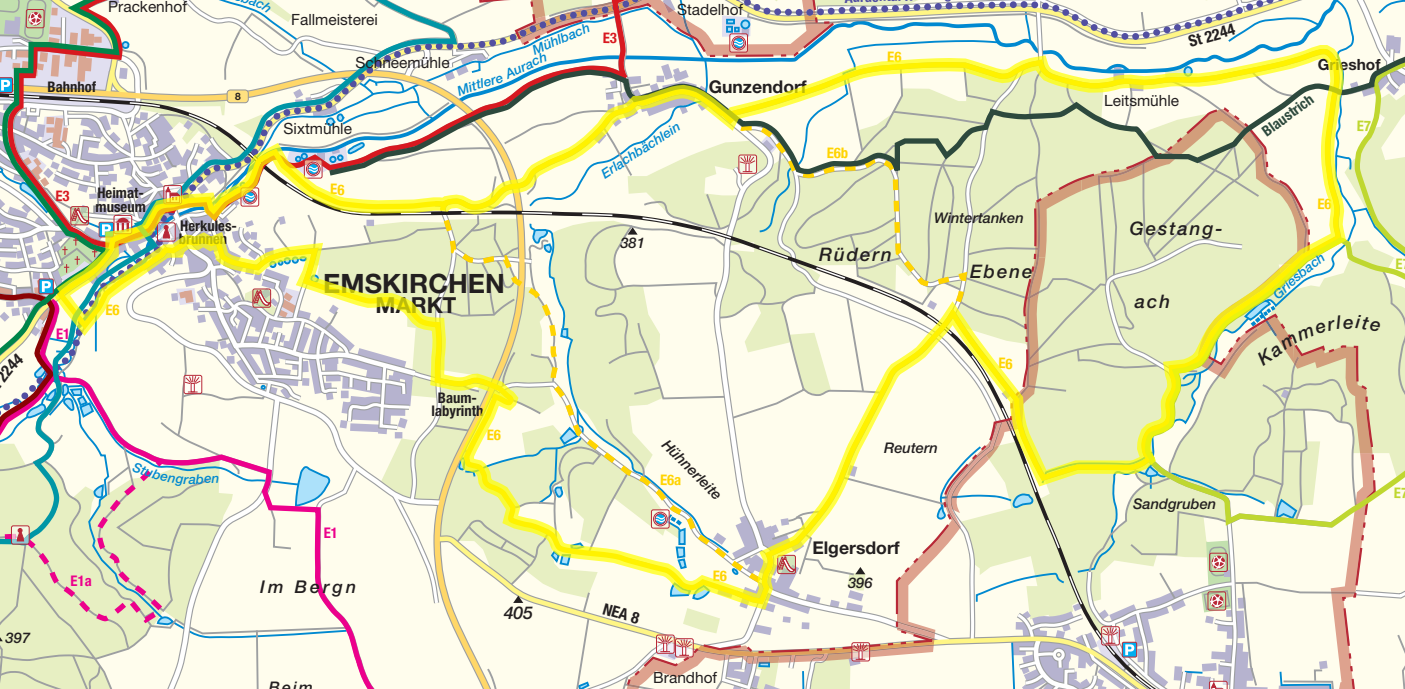 Prackenhof
bach
Fallmeisterei
Stadelhof
St 2244
Mühlbach
E3
Schneemühle
Mittlere Aurach
Grieshof
Bahnhof
8
Gunzendorf
E6
Leitsmühle
Blaustrich
E7
Sixtmühle
Erlachbächlein
E6b
E3
Heimat-
museum
E6
Wintertanken
E6
Herkules-
brunnen
381
Rüdern
Gestang-
EMSKIRCHEN
MARKT
Ebene
ach
Griesbach
E6
E1
Kammerleite
2244
E6
Baum-
labyrinth
E6
Hühnerleite
Reutern
Stubengraben
E6a
Sandgruben
E7
E1
Elgersdorf
E1a
Im Bergn
E6
396
405
NEA 8
397
Brandhof
Beim
P
P
P
P